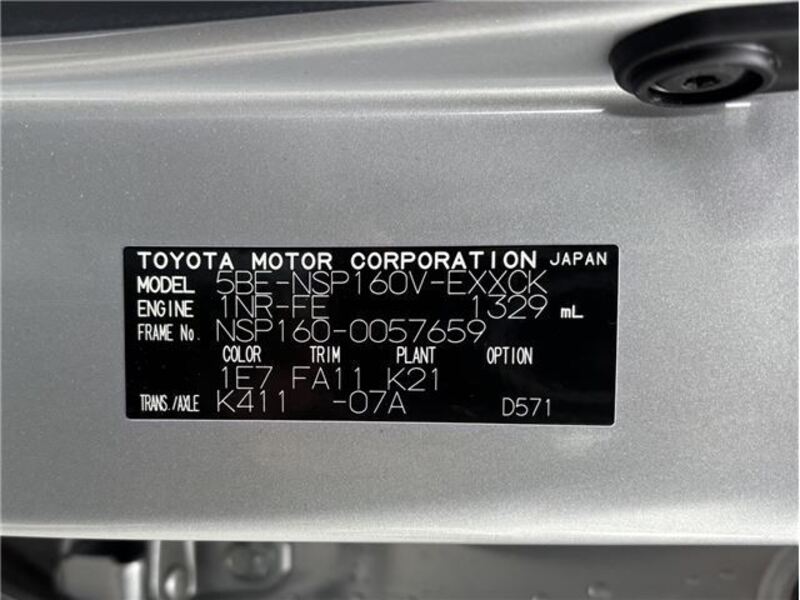 TOYOTA MOTOR CORPORATION JAPAN
MODEL 5BE-NSP160V-EXXCK
ENGINE 1NR-FE 1329 mL
FRAME No. NSP160-0057659
COLOR TRIM PLANT OPTION
1E7 FA11 K21
TRANS./AXLE K411 -07A D571